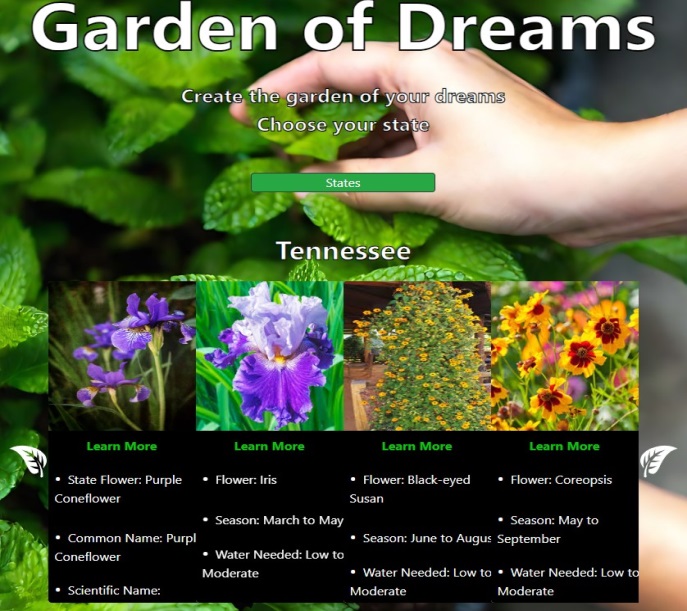 Garden of Dreams
Create the garden of your dreams
Choose your state
States
Tennessee
Learn More
• State Flower: Purple
Coneflower
• Common Name: Purpl
Coneflower
• Scientific Name:
Learn More
• Flower: Iris
• Season: March to May
• Water Needed: Low to
Moderate
Learn More
• Flower: Black-eyed
Susan
• Season: June to Augus
• Water Needed: Low to
Moderate
Learn More
• Flower: Coreopsis
• Season: May to
September
• Water Needed: Low to
Moderate